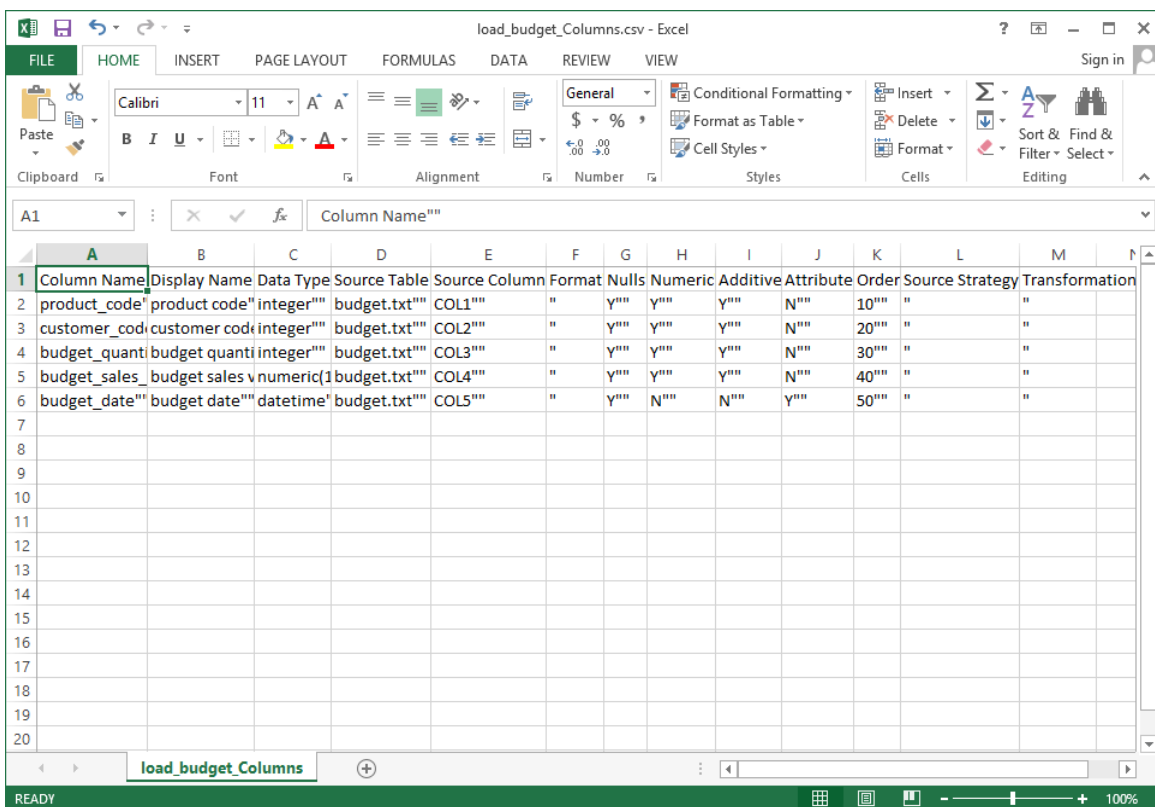 load_budget_Columns.csv - Excel
FILE HOME INSERT PAGE LAYOUT FORMULAS DATA REVIEW VIEW Sign in
Paste
Clipboard
Calibri 11
B I U
Font
Alignment
General
$ % ,
Number
Conditional Formatting
Format as Table
Cell Styles
Styles
Insert
Delete
Format
Cells
Sort & Find &
Filter Select
Editing
A1 fx Column Name""
A B C D E F G H I J K L M N
1 Column Name Display Name Data Type Source Table Source Column Format Nulls Numeric Additive Attribute Order Source Strategy Transformation
2 product_code" product code" integer"" budget.txt"" COL1"" " Y"" Y"" Y"" N"" 10"" " "
3 customer_cod customer cod integer"" budget.txt"" COL2"" " Y"" Y"" Y"" N"" 20"" " "
4 budget_quant budget quanti integer"" budget.txt"" COL3"" " Y"" Y"" Y"" N"" 30"" " "
5 budget_sales_ budget sales v numeric(1 budget.txt"" COL4"" " Y"" Y"" Y"" N"" 40"" " "
6 budget_date"" budget date"" datetime" budget.txt"" COL5"" " Y"" N"" N"" Y"" 50"" " "
7
8
9
10
11
12
13
14
15
16
17
18
19
20
load_budget_Columns
READY 100%